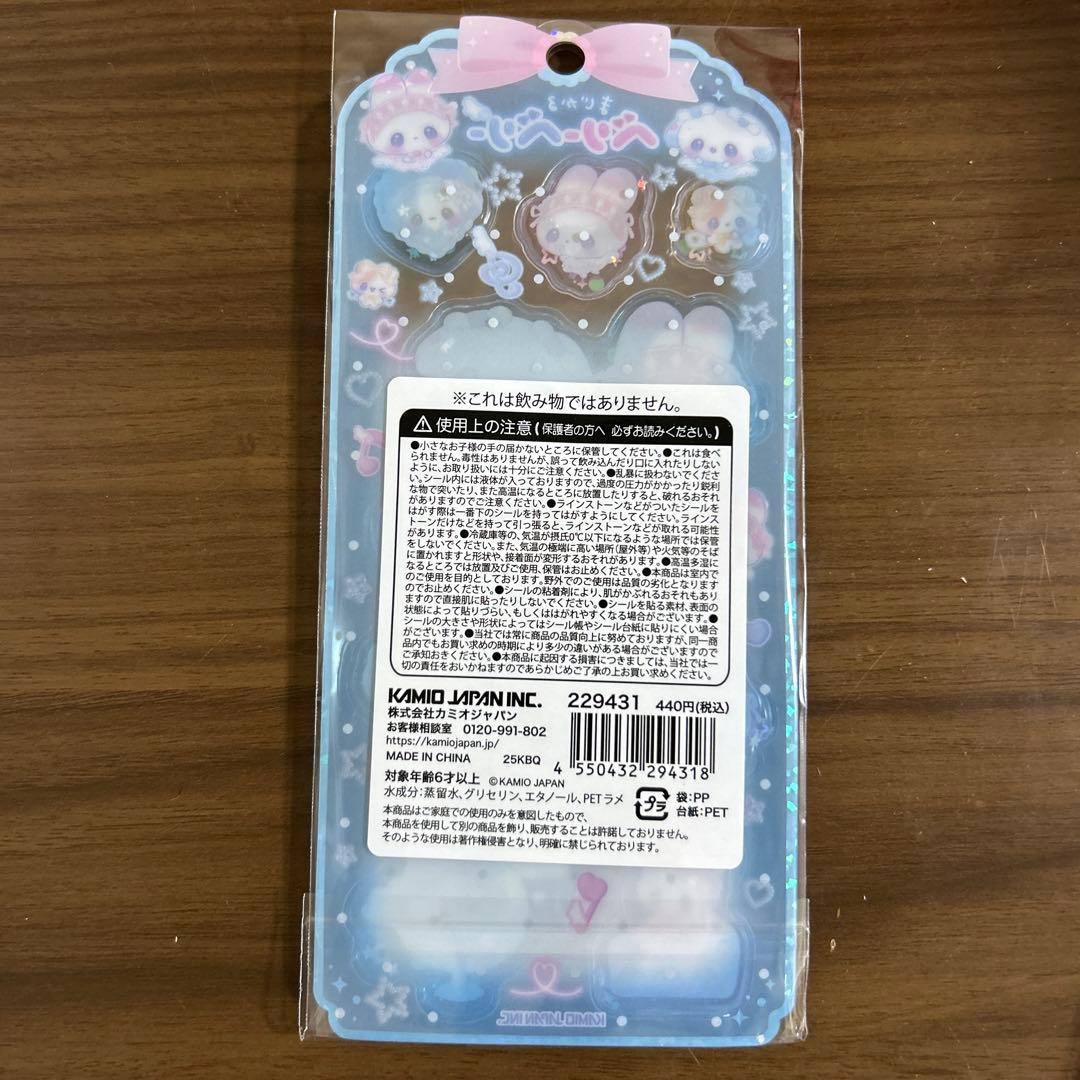 ※これは飲み物ではありません。
⚠使用上の注意(保護者の方へ 必ずお読みください。)
●小さなお子様の手の届かないところに保管してください。●これは食べ
られません。毒性はありませんが、誤って飲み込んだり口に入れたりしない
ように、お取り扱いには十分にご注意ください。●乱暴に扱わないでくださ
い。シール内には液体が入っておりますので、過度の圧力がかかったり鋭利
な物で突いたり、また高温になるところに放置したりすると、破れるおそれ
がありますのでご注意ください。●ラインストーンなどがついたシールを
はがす際は一番下のシールを持ってはがすようにしてください。ラインス
トーンだけなどを持って引っ張ると、ラインストーンなどが取れる可能性
があります。●冷蔵庫等の、気温が摂氏0℃以下になるような場所では保管
をしないでください。また、気温の極端に高い場所(屋外等)や火気等のそば
に置かれますと形状や、接着面が変形するおそれがあります。●高温多湿に
なるところでは放置及びご使用、保管はお止めください。●本商品は室内で
のご使用を目的としております。野外でのご使用は品質の劣化となります
のでお止めください。●シールの粘着剤により、肌がかぶれるおそれもあり
ますので直接肌に貼ったりしないでください。●シールを貼る素材、表面の
状態によって貼りづらい、もしくははがれやすくなる場合がございます。●
シールの大きさや形状によってはシール帳やシール台紙に貼りにくい場合
がございます。●当社では常に商品の品質向上に努めておりますが、同一商
品内でもお買い求めの時期により多少の違いがある場合がございますので
ご承知おきください。●本商品に起因する損害につきましては、当社では一
切の責任をおいかねますのであらかじめご了承の上お買い求めください。
KAMIO JAPAN INC. 229431 440円(税込)
株式会社カミオジャパン
お客様相談室 0120-991-802
https://kamiojapan.jp/
MADE IN CHINA 25KBQ
4 550432 294318
対象年齢6才以上 ©KAMIO JAPAN
水成分:蒸留水、グリセリン、エタノール、PETラメ
プラ 袋:PP
台紙:PET
本商品はご家庭での使用のみを意図したもので、
本商品を使用して別の商品を飾り、販売することは許諾しておりません。
そのような使用は著作権侵害となり、明確に禁じられております。
KAMIO JAPAN INC.